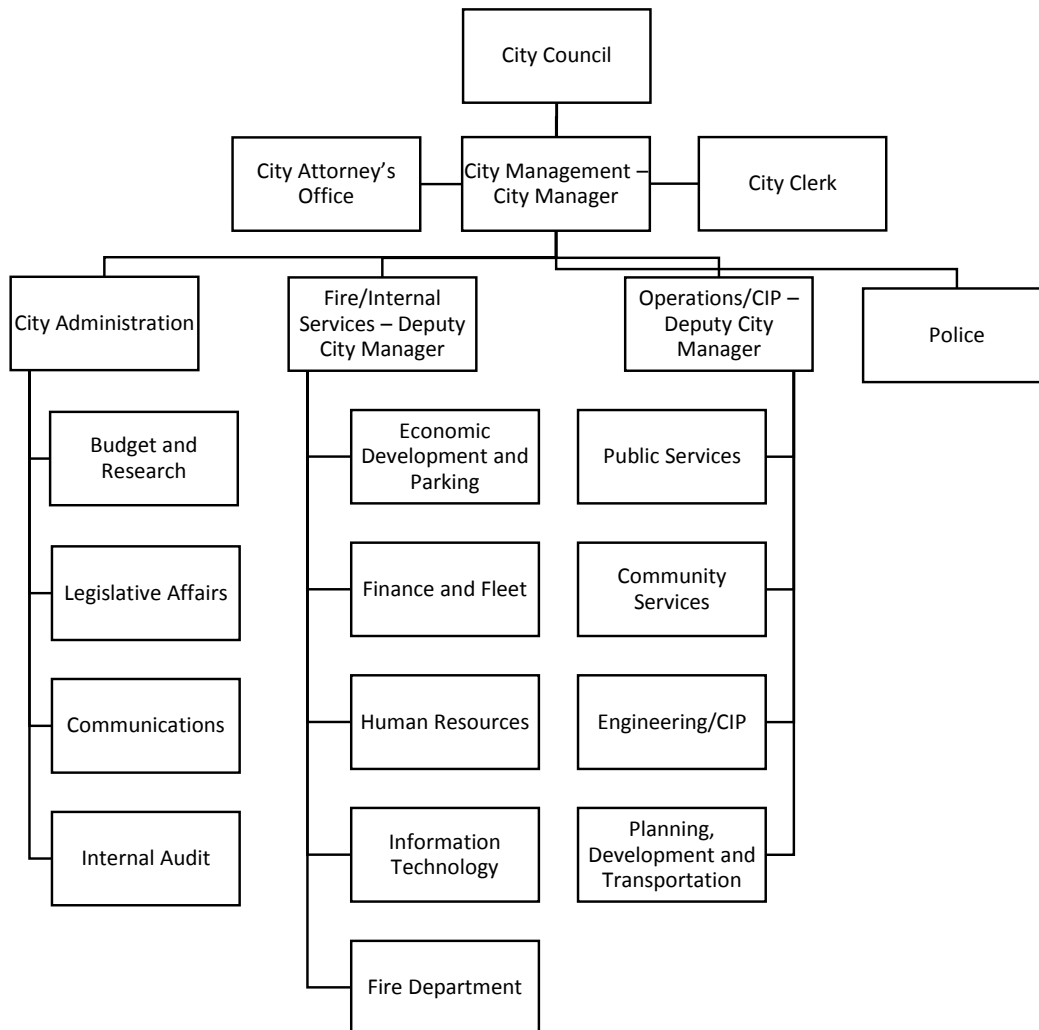 City Council
City Attorney’s
Office
City Management –
City Manager
City Clerk
City Administration
Fire/Internal
Services – Deputy
City Manager
Operations/CIP –
Deputy City
Manager
Police
Budget and
Research
Legislative Affairs
Communications
Internal Audit
Economic
Development and
Parking
Finance and Fleet
Human Resources
Information
Technology
Fire Department
Public Services
Community
Services
Engineering/CIP
Planning,
Development and
Transportation